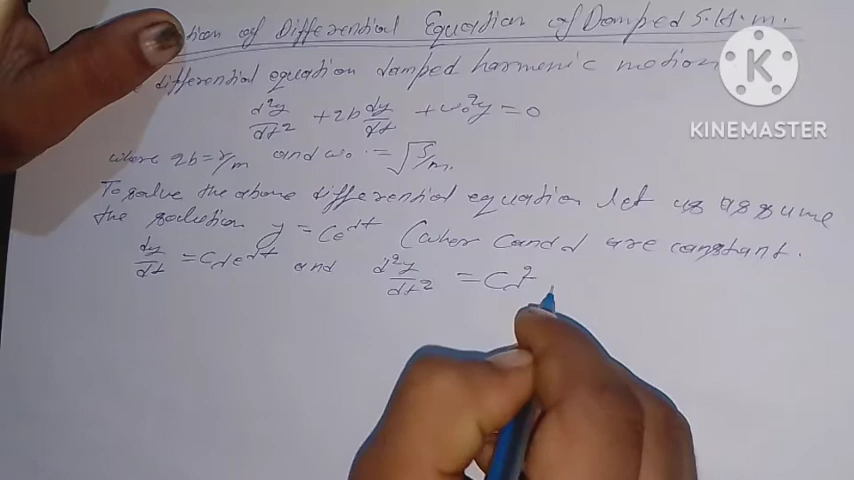 tion of Differential Equation of Damped S.H.M.
differential equation damped harmonic motion
d²y/dt² + 2b dy/dt + ω₀²y = 0
where 2b = r/m and ω₀ = √S/m.
To solve the above differential equation let us assume
the solution y = Ce^αt (wher C and α are constant.
dy/dt = Cαe^αt and d²y/dt² = Cα²
K
KINEMASTER